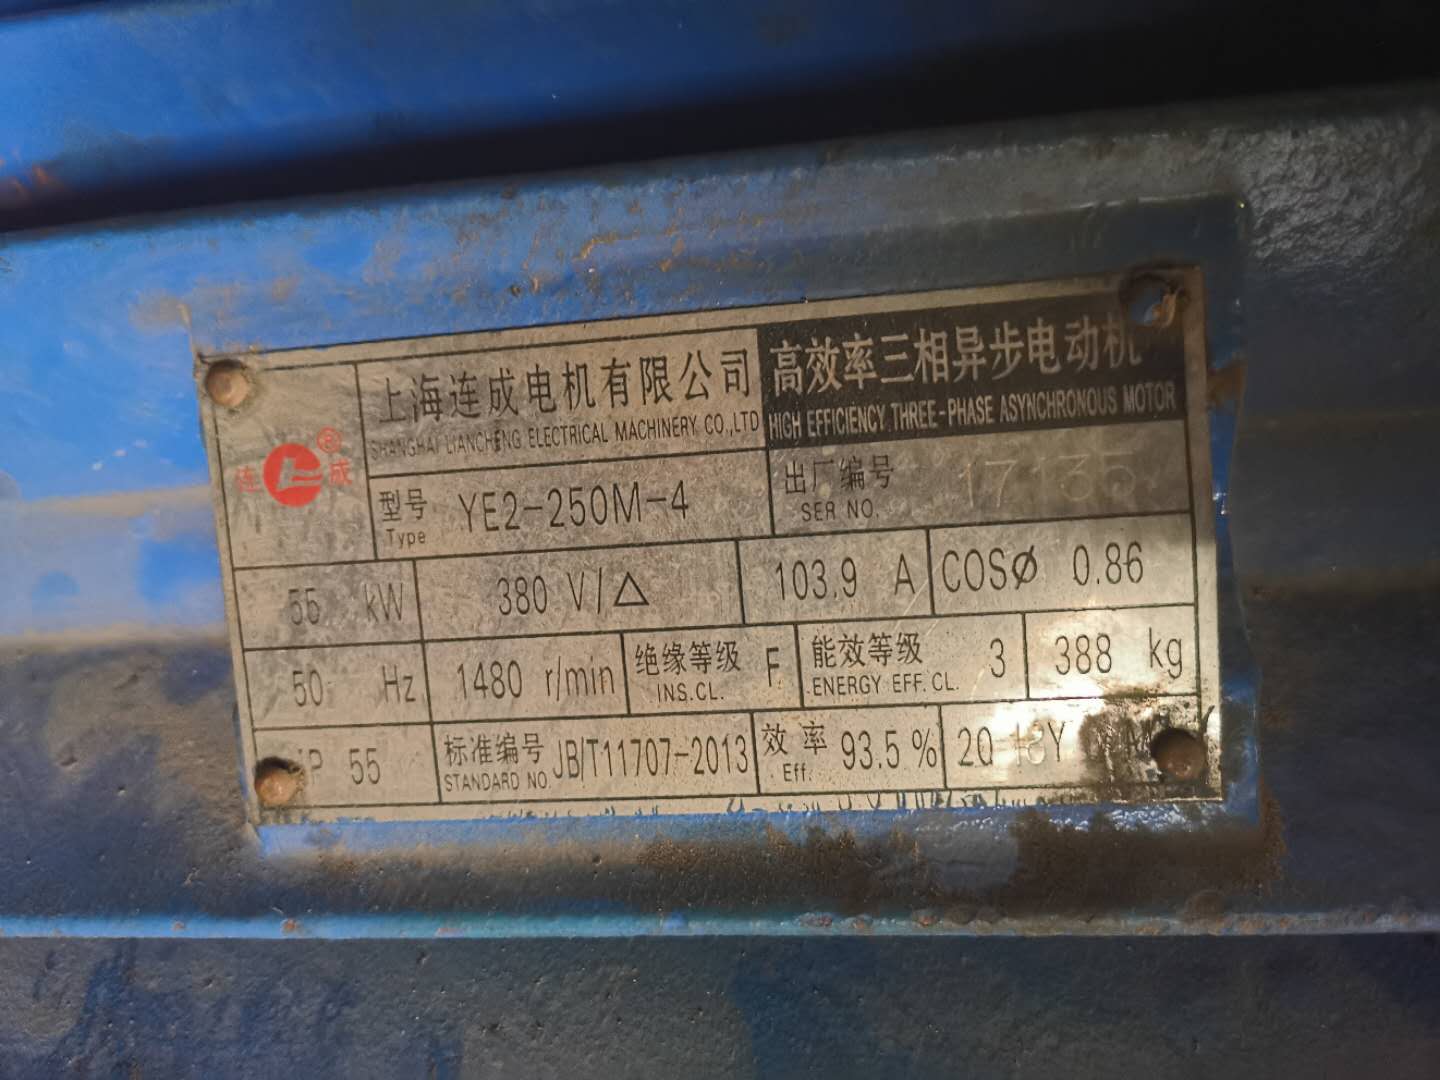 连成®
上海连成电机有限公司
SHANGHAI LIANCHENG ELECTRICAL MACHINERY CO.,LTD
高效率三相异步电动机
HIGH EFFICIENCY THREE-PHASE ASYNCHRONOUS MOTOR
型号 YE2-250M-4
Type
出厂编号 17135
SER NO.
55 kW 380 V/△ 103.9 A COSØ 0.86
50 Hz 1480 r/min 绝缘等级 F 能效等级 3 388 kg
INS.CL. ENERGY EFF. CL.
IP 55 标准编号 JB/T11707-2013 效率 93.5 %
STANDARD NO. Eff. 20 18Y M